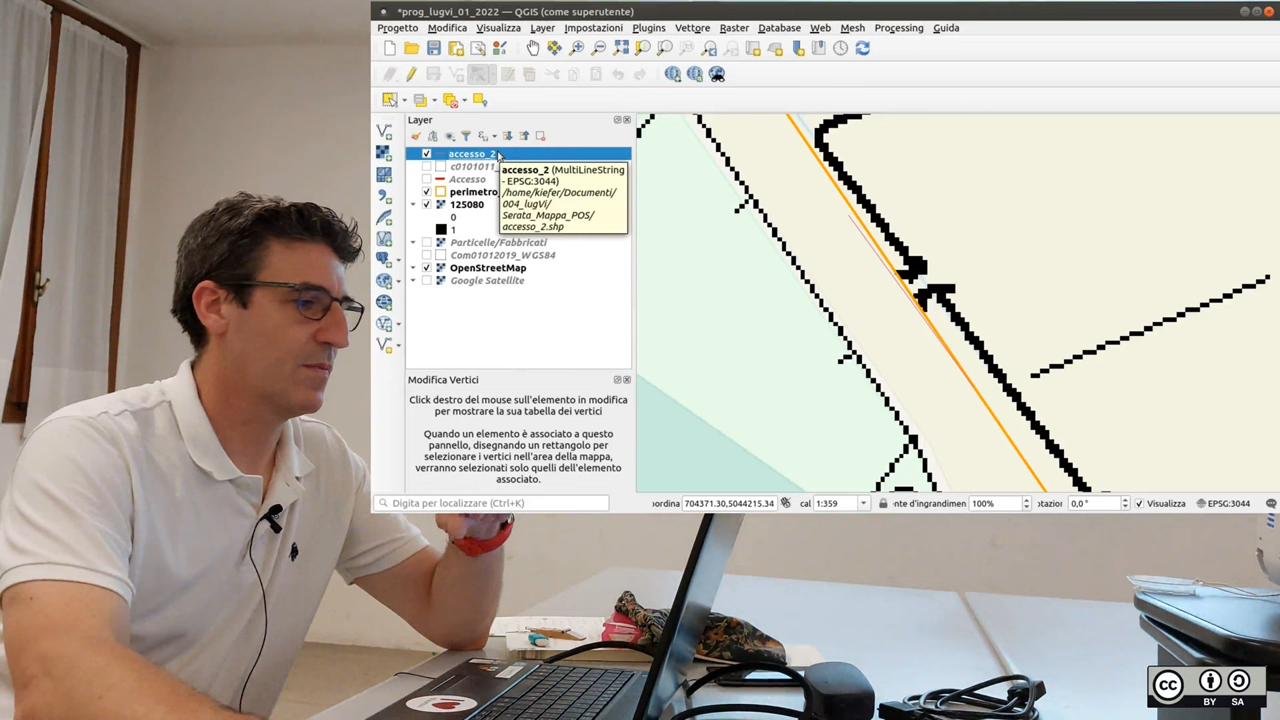 *prog_lugvi_01_2022 — QGIS (come superutente)
Progetto Modifica Visualizza Layer Impostazioni Plugins Vettore Raster Database Web Mesh Processing Guida
Layer
accesso_2
c0101011_
Accesso
perimetro_
125080
0
1
Particelle/Fabbricati
Com01012019_WGS84
OpenStreetMap
Google Satellite
accesso_2 (MultiLineString
- EPSG:3044)
/home/kiefer/Documenti/
004_lugVi/
Serata_Mappa_POS/
accesso_2.shp
Modifica Vertici
Click destro del mouse sull'elemento in modifica
per mostrare la sua tabella dei vertici
Quando un elemento è associato a questo
pannello, disegnando un rettangolo per
selezionare i vertici nell'area della mappa,
verranno selezionati solo quelli dell'elemento
associato.
Digita per localizzare (Ctrl+K) oordina 704371.30,5044215.34 cal 1:359 nte d'ingrandimen 100% otazior 0,0 ° Visualizza EPSG:3044
CC BY SA